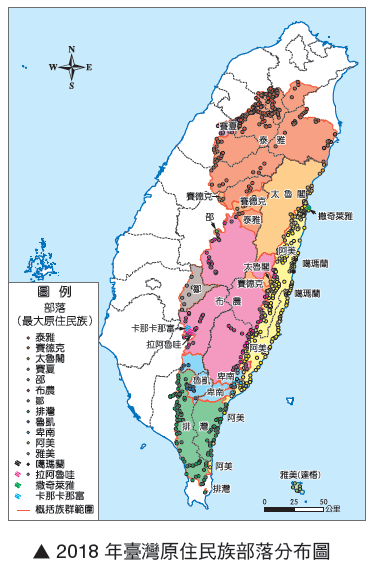 N
W E
S
賽夏
泰雅
賽德克
太魯閣
賽德克
泰雅
撒奇萊雅
邵
阿美
噶瑪蘭
太魯閣
賽德克
噶瑪蘭
鄒
布農
卡那卡那富
拉阿魯哇
阿美
魯凱
卑南
卑南
排灣
阿美
阿美
排灣
雅美(達悟)
0 25 50
公里
圖例
部落
(最大原住民族)
泰雅
賽德克
太魯閣
賽夏
邵
布農
鄒
排灣
魯凱
卑南
阿美
雅美
噶瑪蘭
拉阿魯哇
撒奇萊雅
卡那卡那富
概括族群範圍
▲ 2018 年臺灣原住民族部落分布圖